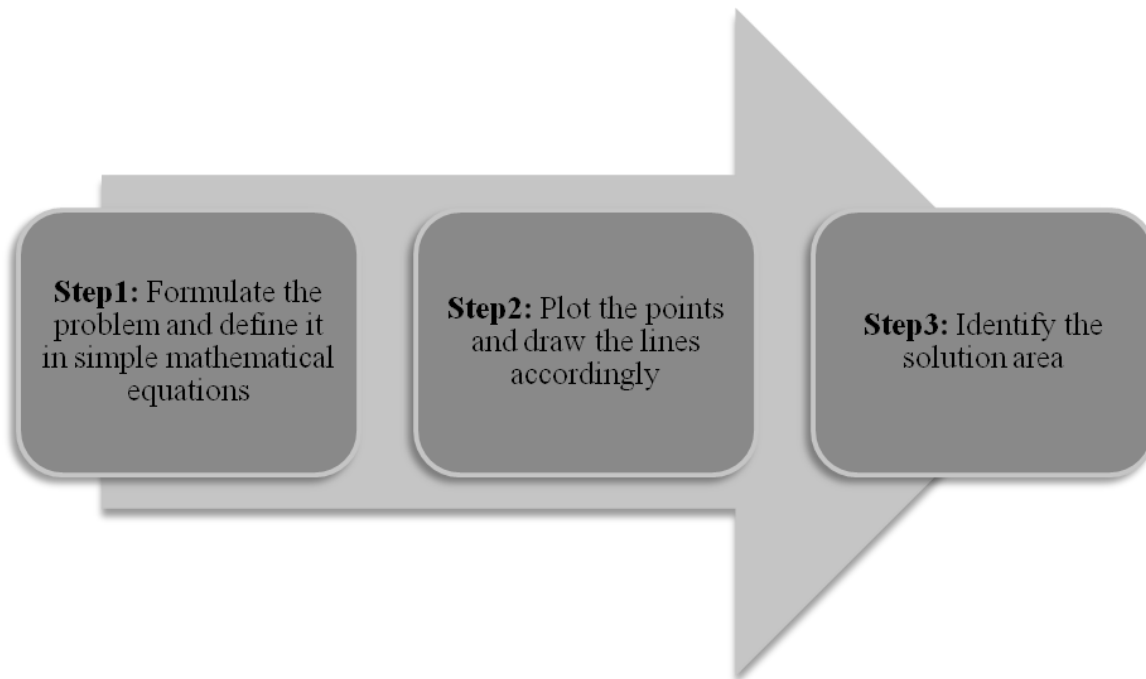 Step1: Formulate the
problem and define it
in simple mathematical
equations
Step2: Plot the points
and draw the lines
accordingly
Step3: Identify the
solution area